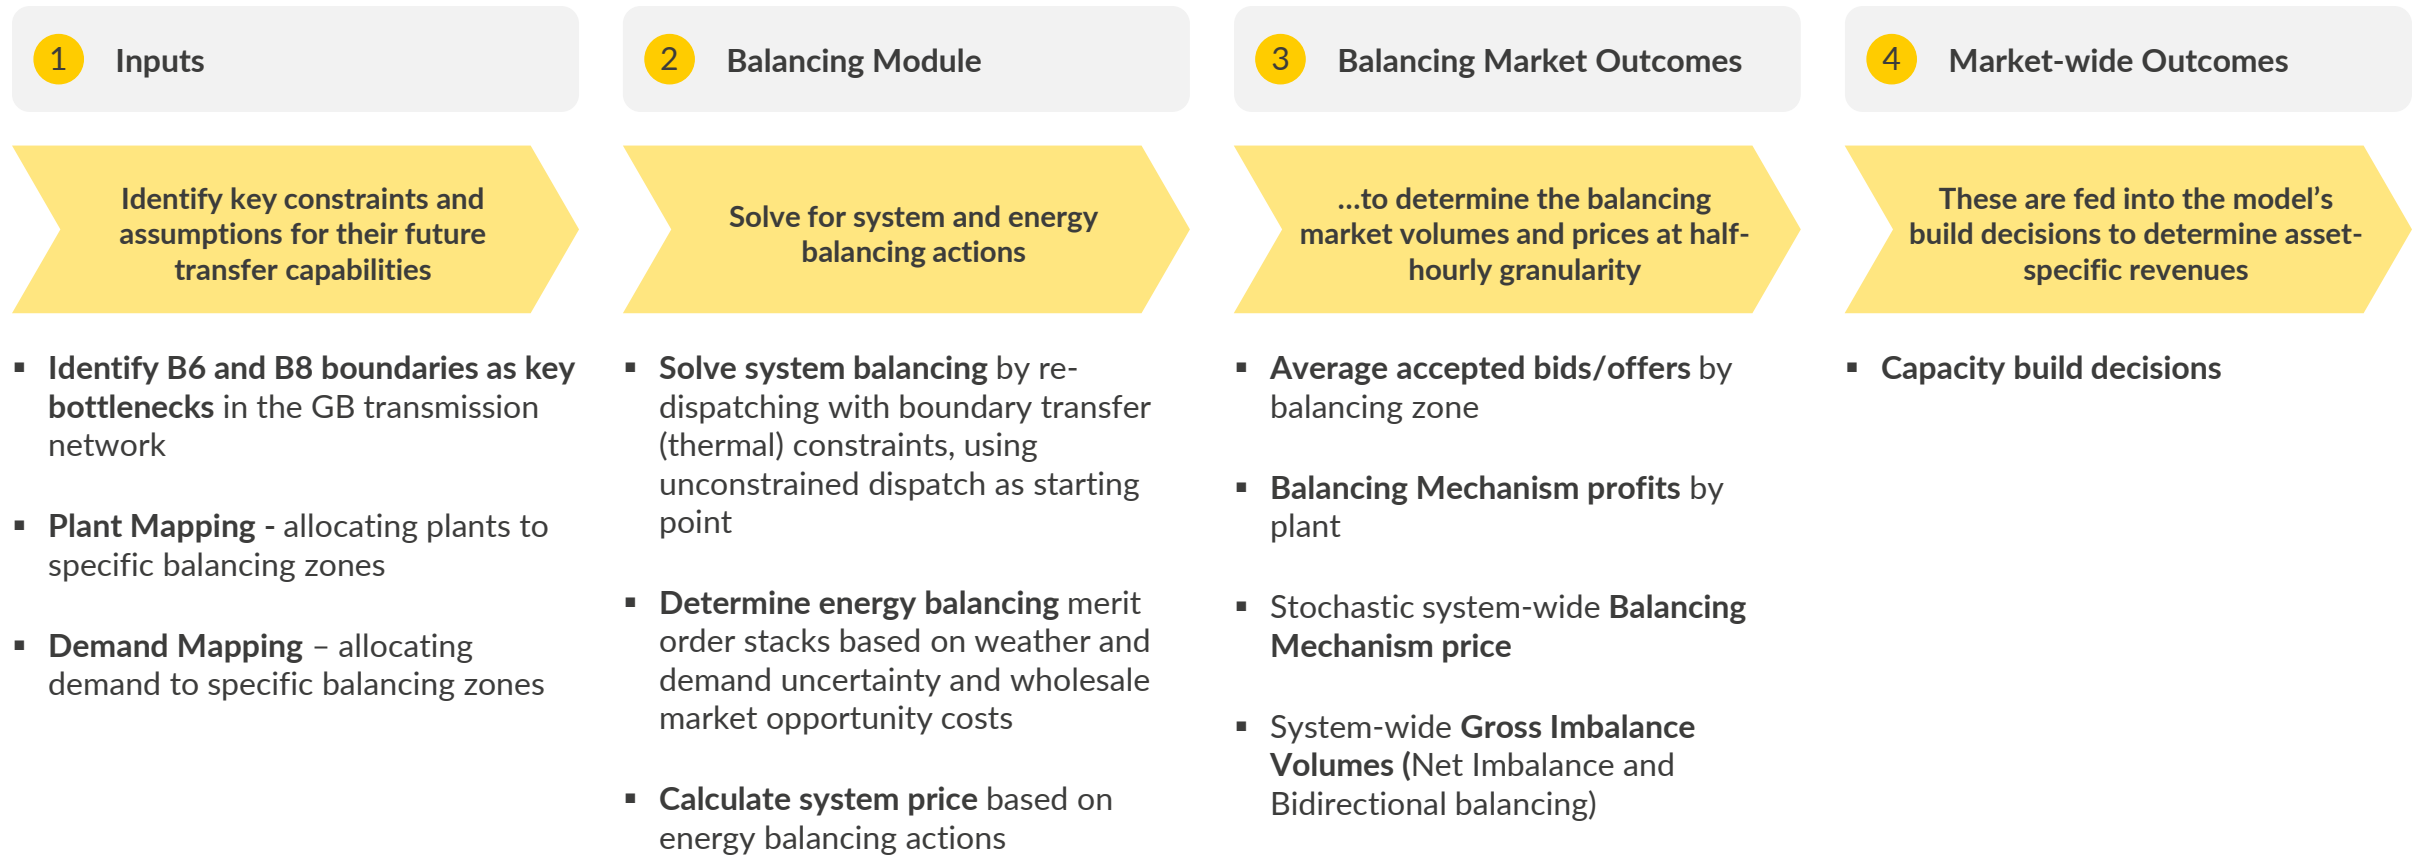 1 Inputs
Identify key constraints and
assumptions for their future
transfer capabilities
▪ Identify B6 and B8 boundaries as key
bottlenecks in the GB transmission
network
▪ Plant Mapping - allocating plants to
specific balancing zones
▪ Demand Mapping – allocating
demand to specific balancing zones
2 Balancing Module
Solve for system and energy
balancing actions
▪ Solve system balancing by re-
dispatching with boundary transfer
(thermal) constraints, using
unconstrained dispatch as starting
point
▪ Determine energy balancing merit
order stacks based on weather and
demand uncertainty and wholesale
market opportunity costs
▪ Calculate system price based on
energy balancing actions
3 Balancing Market Outcomes
...to determine the balancing
market volumes and prices at half-
hourly granularity
▪ Average accepted bids/offers by
balancing zone
▪ Balancing Mechanism profits by
plant
▪ Stochastic system-wide Balancing
Mechanism price
▪ System-wide Gross Imbalance
Volumes (Net Imbalance and
Bidirectional balancing)
4 Market-wide Outcomes
These are fed into the model’s
build decisions to determine asset-
specific revenues
▪ Capacity build decisions